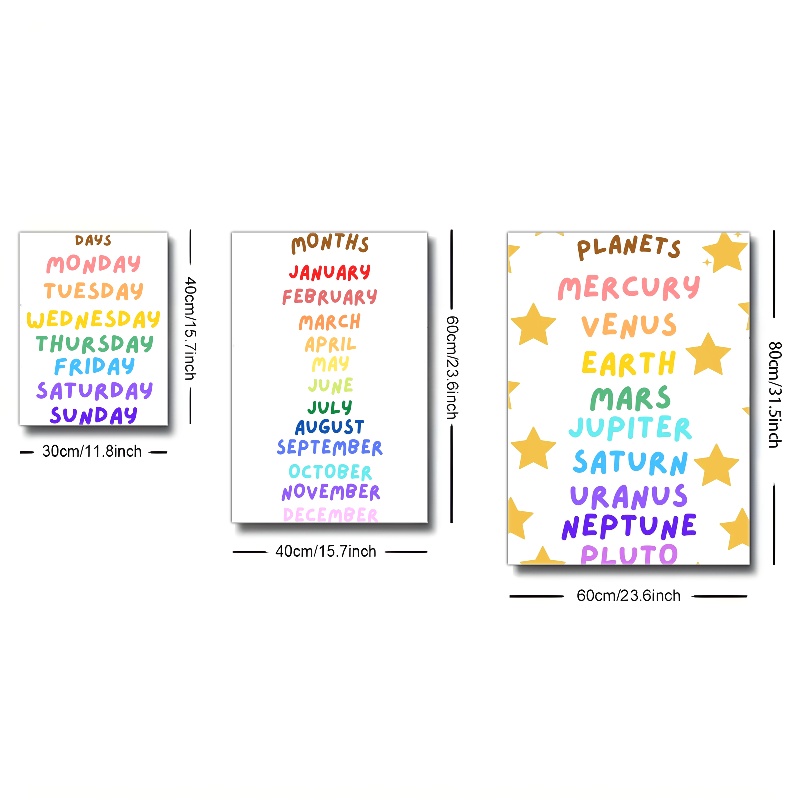 DAYS
MONDAY
TUESDAY
WEDNESDAY
THURSDAY
FRIDAY
SATURDAY
SUNDAY
40cm/15.7inch
30cm/11.8inch
MONTHS
JANUARY
FEBRUARY
MARCH
APRIL
MAY
JUNE
JULY
AUGUST
SEPTEMBER
OCTOBER
NOVEMBER
DECEMBER
60cm/23.6inch
40cm/15.7inch
PLANETS
MERCURY
VENUS
EARTH
MARS
JUPITER
SATURN
URANUS
NEPTUNE
PLUTO
80cm/31.5inch
60cm/23.6inch